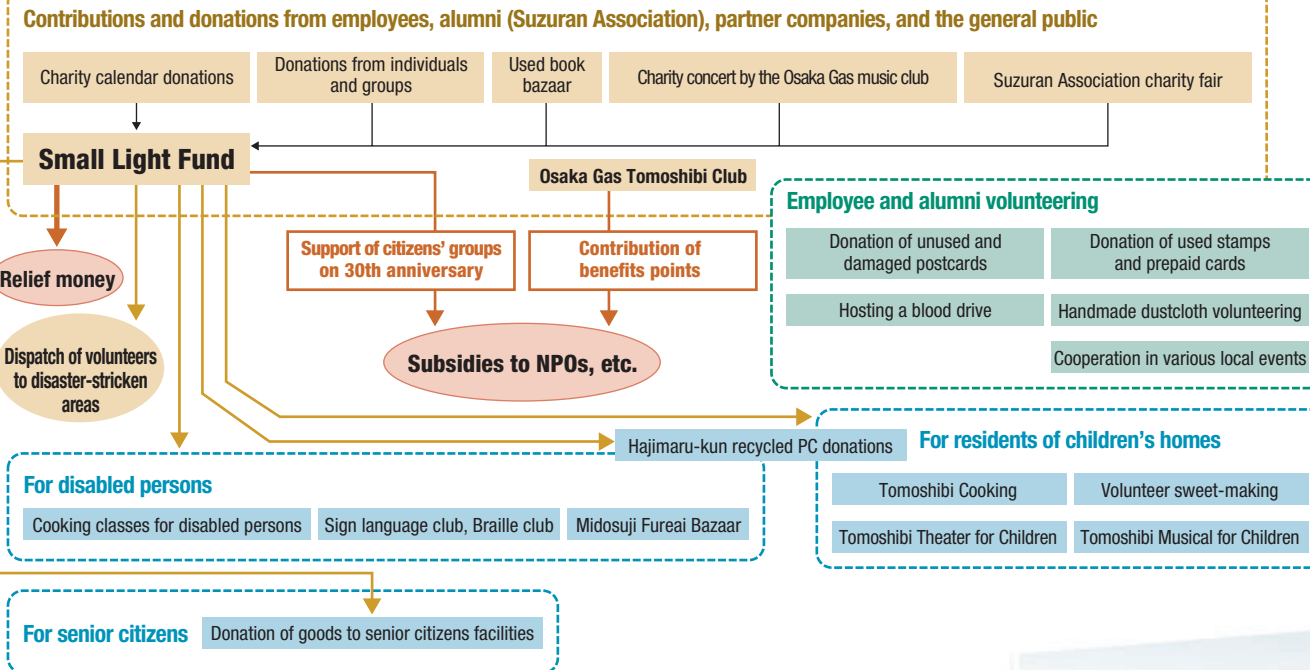 Contributions and donations from employees, alumni (Suzuran Association), partner companies, and the general public
Charity calendar donations
Donations from individuals
and groups
Used book
bazaar
Charity concert by the Osaka Gas music club
Suzuran Association charity fair
Small Light Fund
Osaka Gas Tomoshibi Club
Employee and alumni volunteering
Donation of unused and
damaged postcards
Donation of used stamps
and prepaid cards
Hosting a blood drive
Handmade dustcloth volunteering
Cooperation in various local events
Support of citizens' groups
on 30th anniversary
Contribution of
benefits points
Relief money
Dispatch of volunteers
to disaster-stricken
areas
Subsidies to NPOs, etc.
Hajimaru-kun recycled PC donations
For residents of children's homes
Tomoshibi Cooking
Volunteer sweet-making
Tomoshibi Theater for Children
Tomoshibi Musical for Children
For disabled persons
Cooking classes for disabled persons
Sign language club, Braille club
Midosuji Fureai Bazaar
For senior citizens
Donation of goods to senior citizens facilities